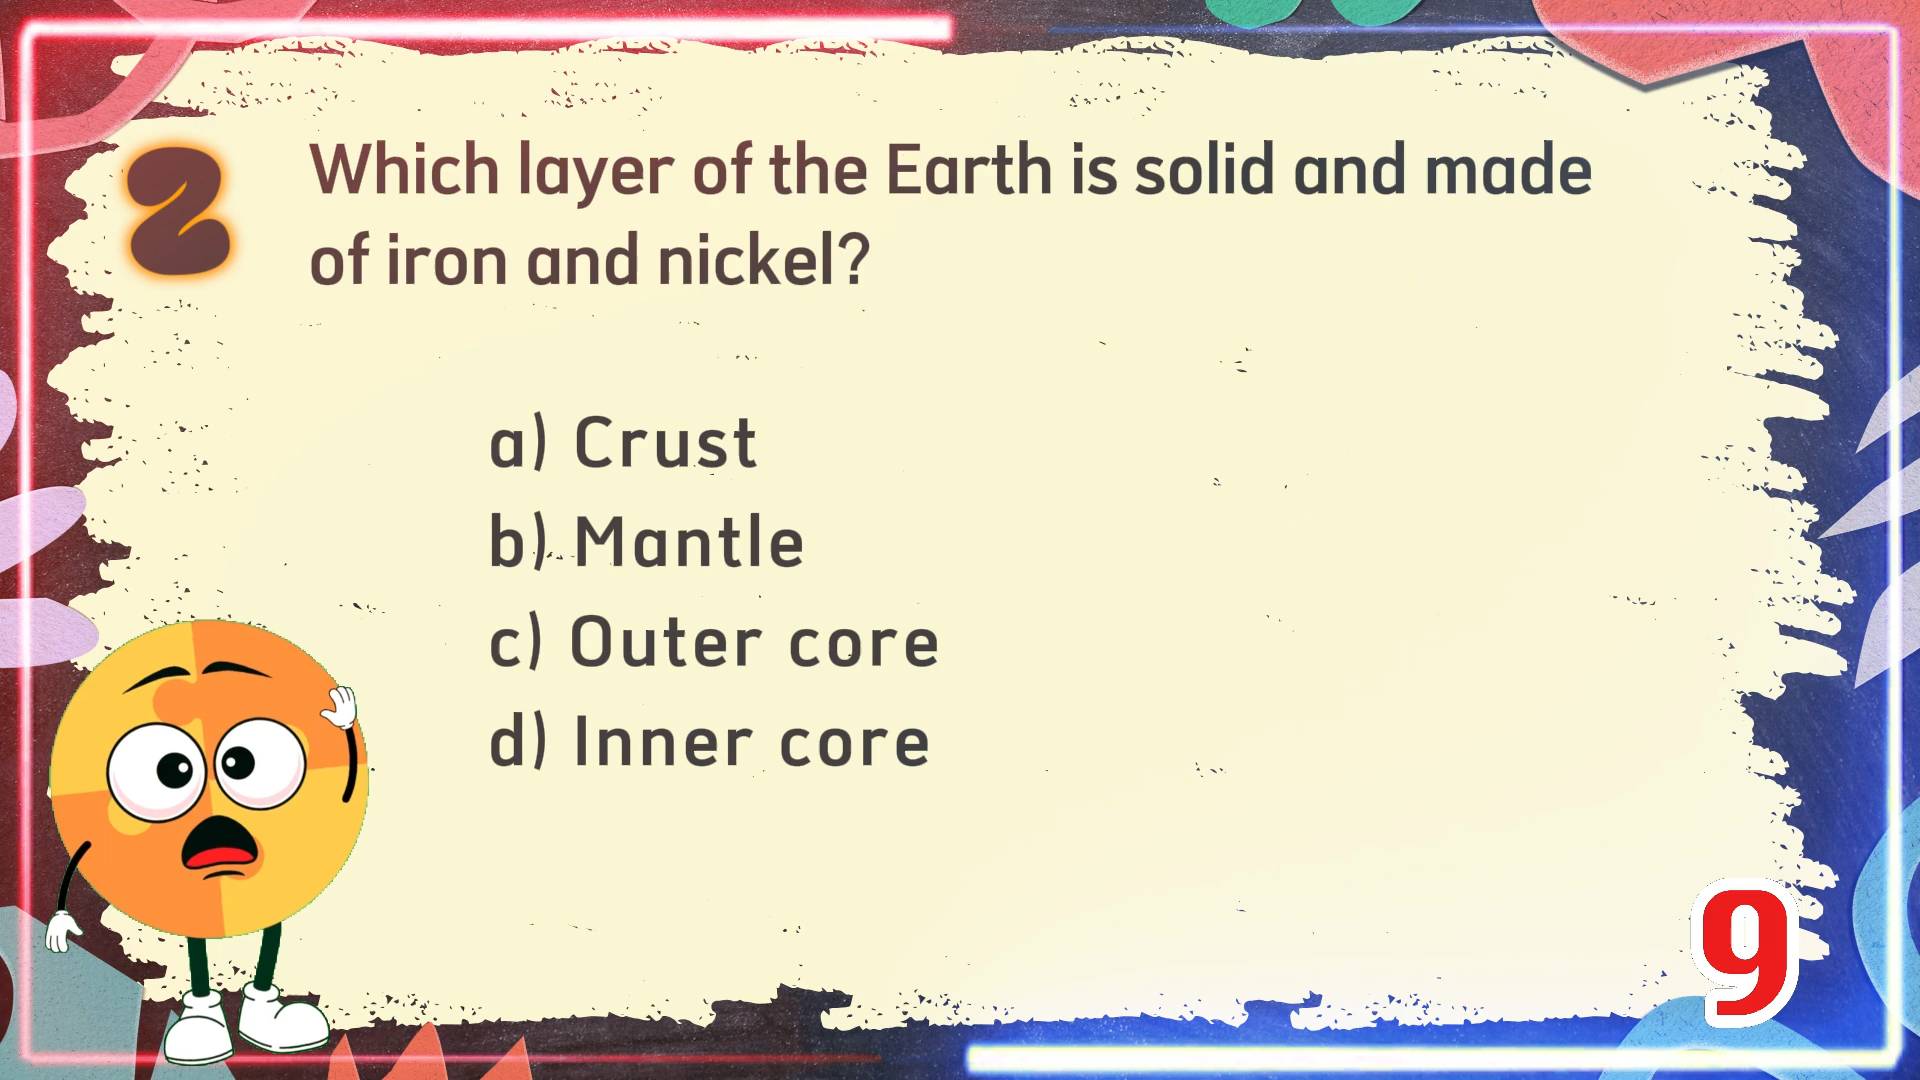 2
Which layer of the Earth is solid and made
of iron and nickel?
a) Crust
b) Mantle
c) Outer core
d) Inner core
9